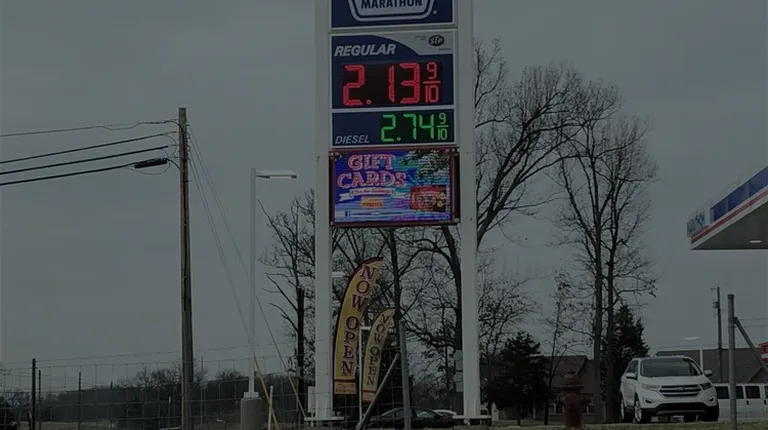 MARATHON
REGULAR
STP
2.13 9/10
DIESEL 2.74 9/10
GIFT
CARDS
NOW OPEN
NOW OPEN